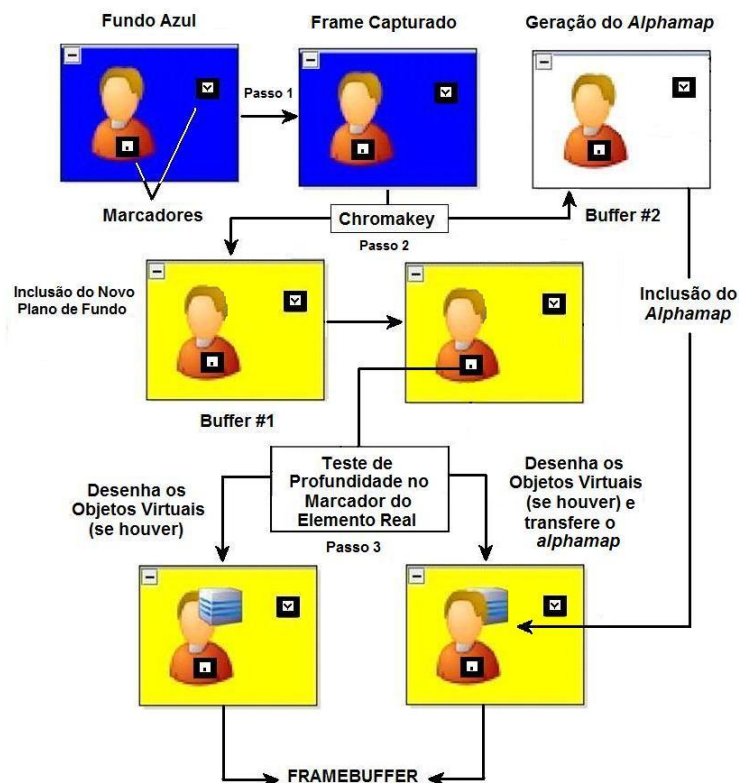 Fundo Azul
Frame Capturado
Geração do Alphamap
Passo 1
Marcadores
Chromakey
Buffer #2
Passo 2
Inclusão do Novo
Plano de Fundo
Inclusão do
Alphamap
Buffer #1
Teste de
Profundidade no
Marcador do
Elemento Real
Desenha os
Objetos Virtuais
(se houver)
Desenha os
Objetos Virtuais
(se houver) e
transfere o
alphamap
Passo 3
FRAMEBUFFER